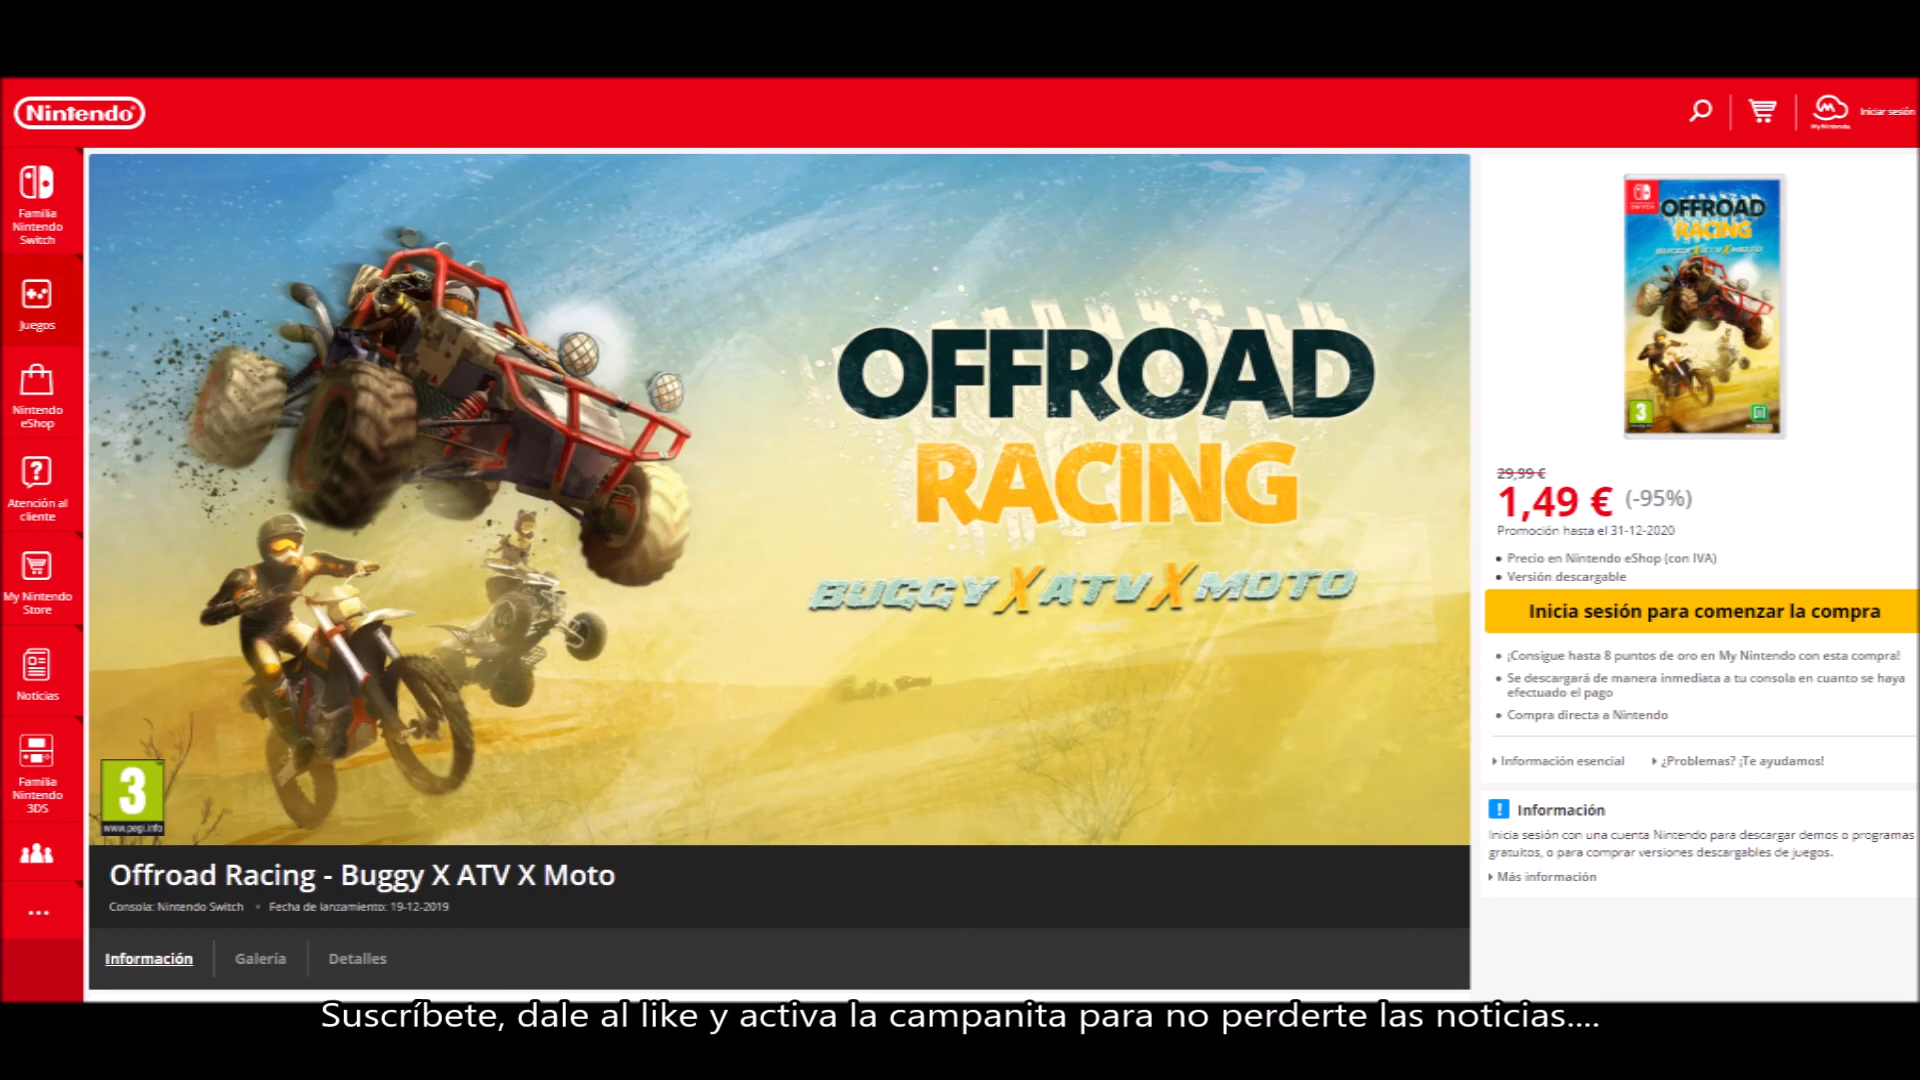 Nintendo
Iniciar sesión
My Nintendo
Familia
Nintendo
Switch
Juegos
Nintendo
eShop
Atención al
cliente
My Nintendo
Store
Noticias
Familia
Nintendo
3DS
OFFROAD
RACING
BUGGY X ATV X MOTO
3
www.pegi.info
SWITCH
OFFROAD
RACING
BUGGY X ATV X MOTO
3
29,99 €
1,49 € (-95%)
Promoción hasta el 31-12-2020
• Precio en Nintendo eShop (con IVA)
• Versión descargable
Inicia sesión para comenzar la compra
• ¡Consigue hasta 8 puntos de oro en My Nintendo con esta compra!
• Se descargará de manera inmediata a tu consola en cuanto se haya
efectuado el pago
• Compra directa a Nintendo
Información esencial ¿Problemas? ¡Te ayudamos!
! Información
Inicia sesión con una cuenta Nintendo para descargar demos o programas
gratuitos, o para comprar versiones descargables de juegos.
Más información
Offroad Racing - Buggy X ATV X Moto
Consola: Nintendo Switch • Fecha de lanzamiento: 19-12-2019
Información Galería Detalles
Suscríbete, dale al like y activa la campanita para no perderte las noticias....